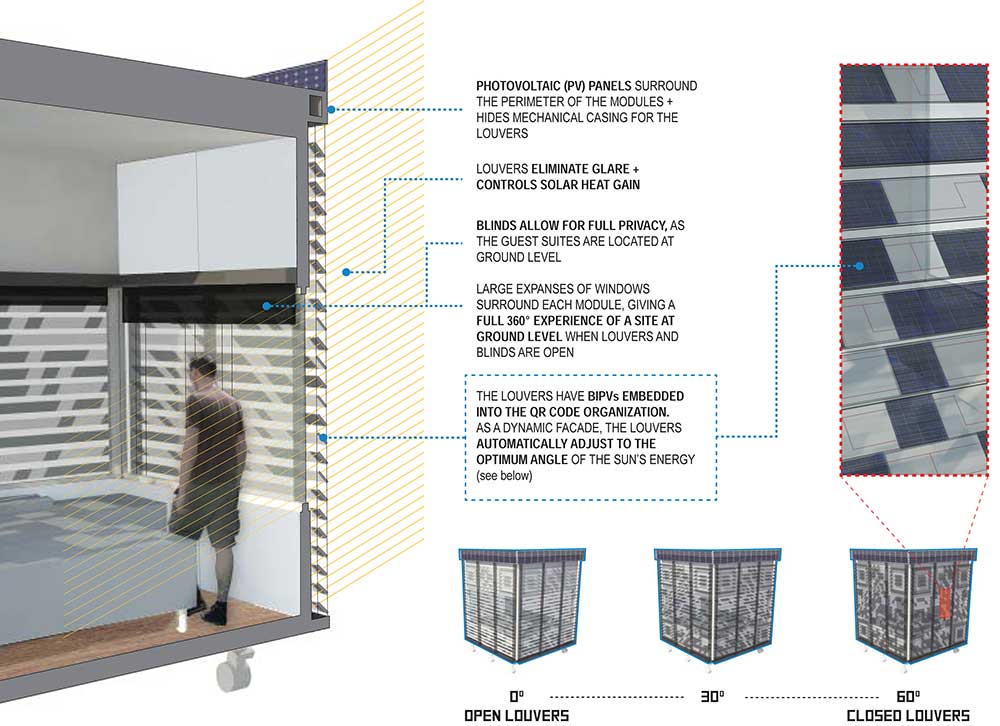 PHOTOVOLTAIC (PV) PANELS SURROUND
THE PERIMETER OF THE MODULES +
HIDES MECHANICAL CASING FOR THE
LOUVERS
LOUVERS ELIMINATE GLARE +
CONTROLS SOLAR HEAT GAIN
BLINDS ALLOW FOR FULL PRIVACY, AS
THE GUEST SUITES ARE LOCATED AT
GROUND LEVEL
LARGE EXPANSES OF WINDOWS
SURROUND EACH MODULE, GIVING A
FULL 360° EXPERIENCE OF A SITE AT
GROUND LEVEL WHEN LOUVERS AND
BLINDS ARE OPEN
THE LOUVERS HAVE BIPVs EMBEDDED
INTO THE QR CODE ORGANIZATION.
AS A DYNAMIC FACADE, THE LOUVERS
AUTOMATICALLY ADJUST TO THE
OPTIMUM ANGLE OF THE SUN'S ENERGY
(see below)
0° 30° 60°
OPEN LOUVERS CLOSED LOUVERS